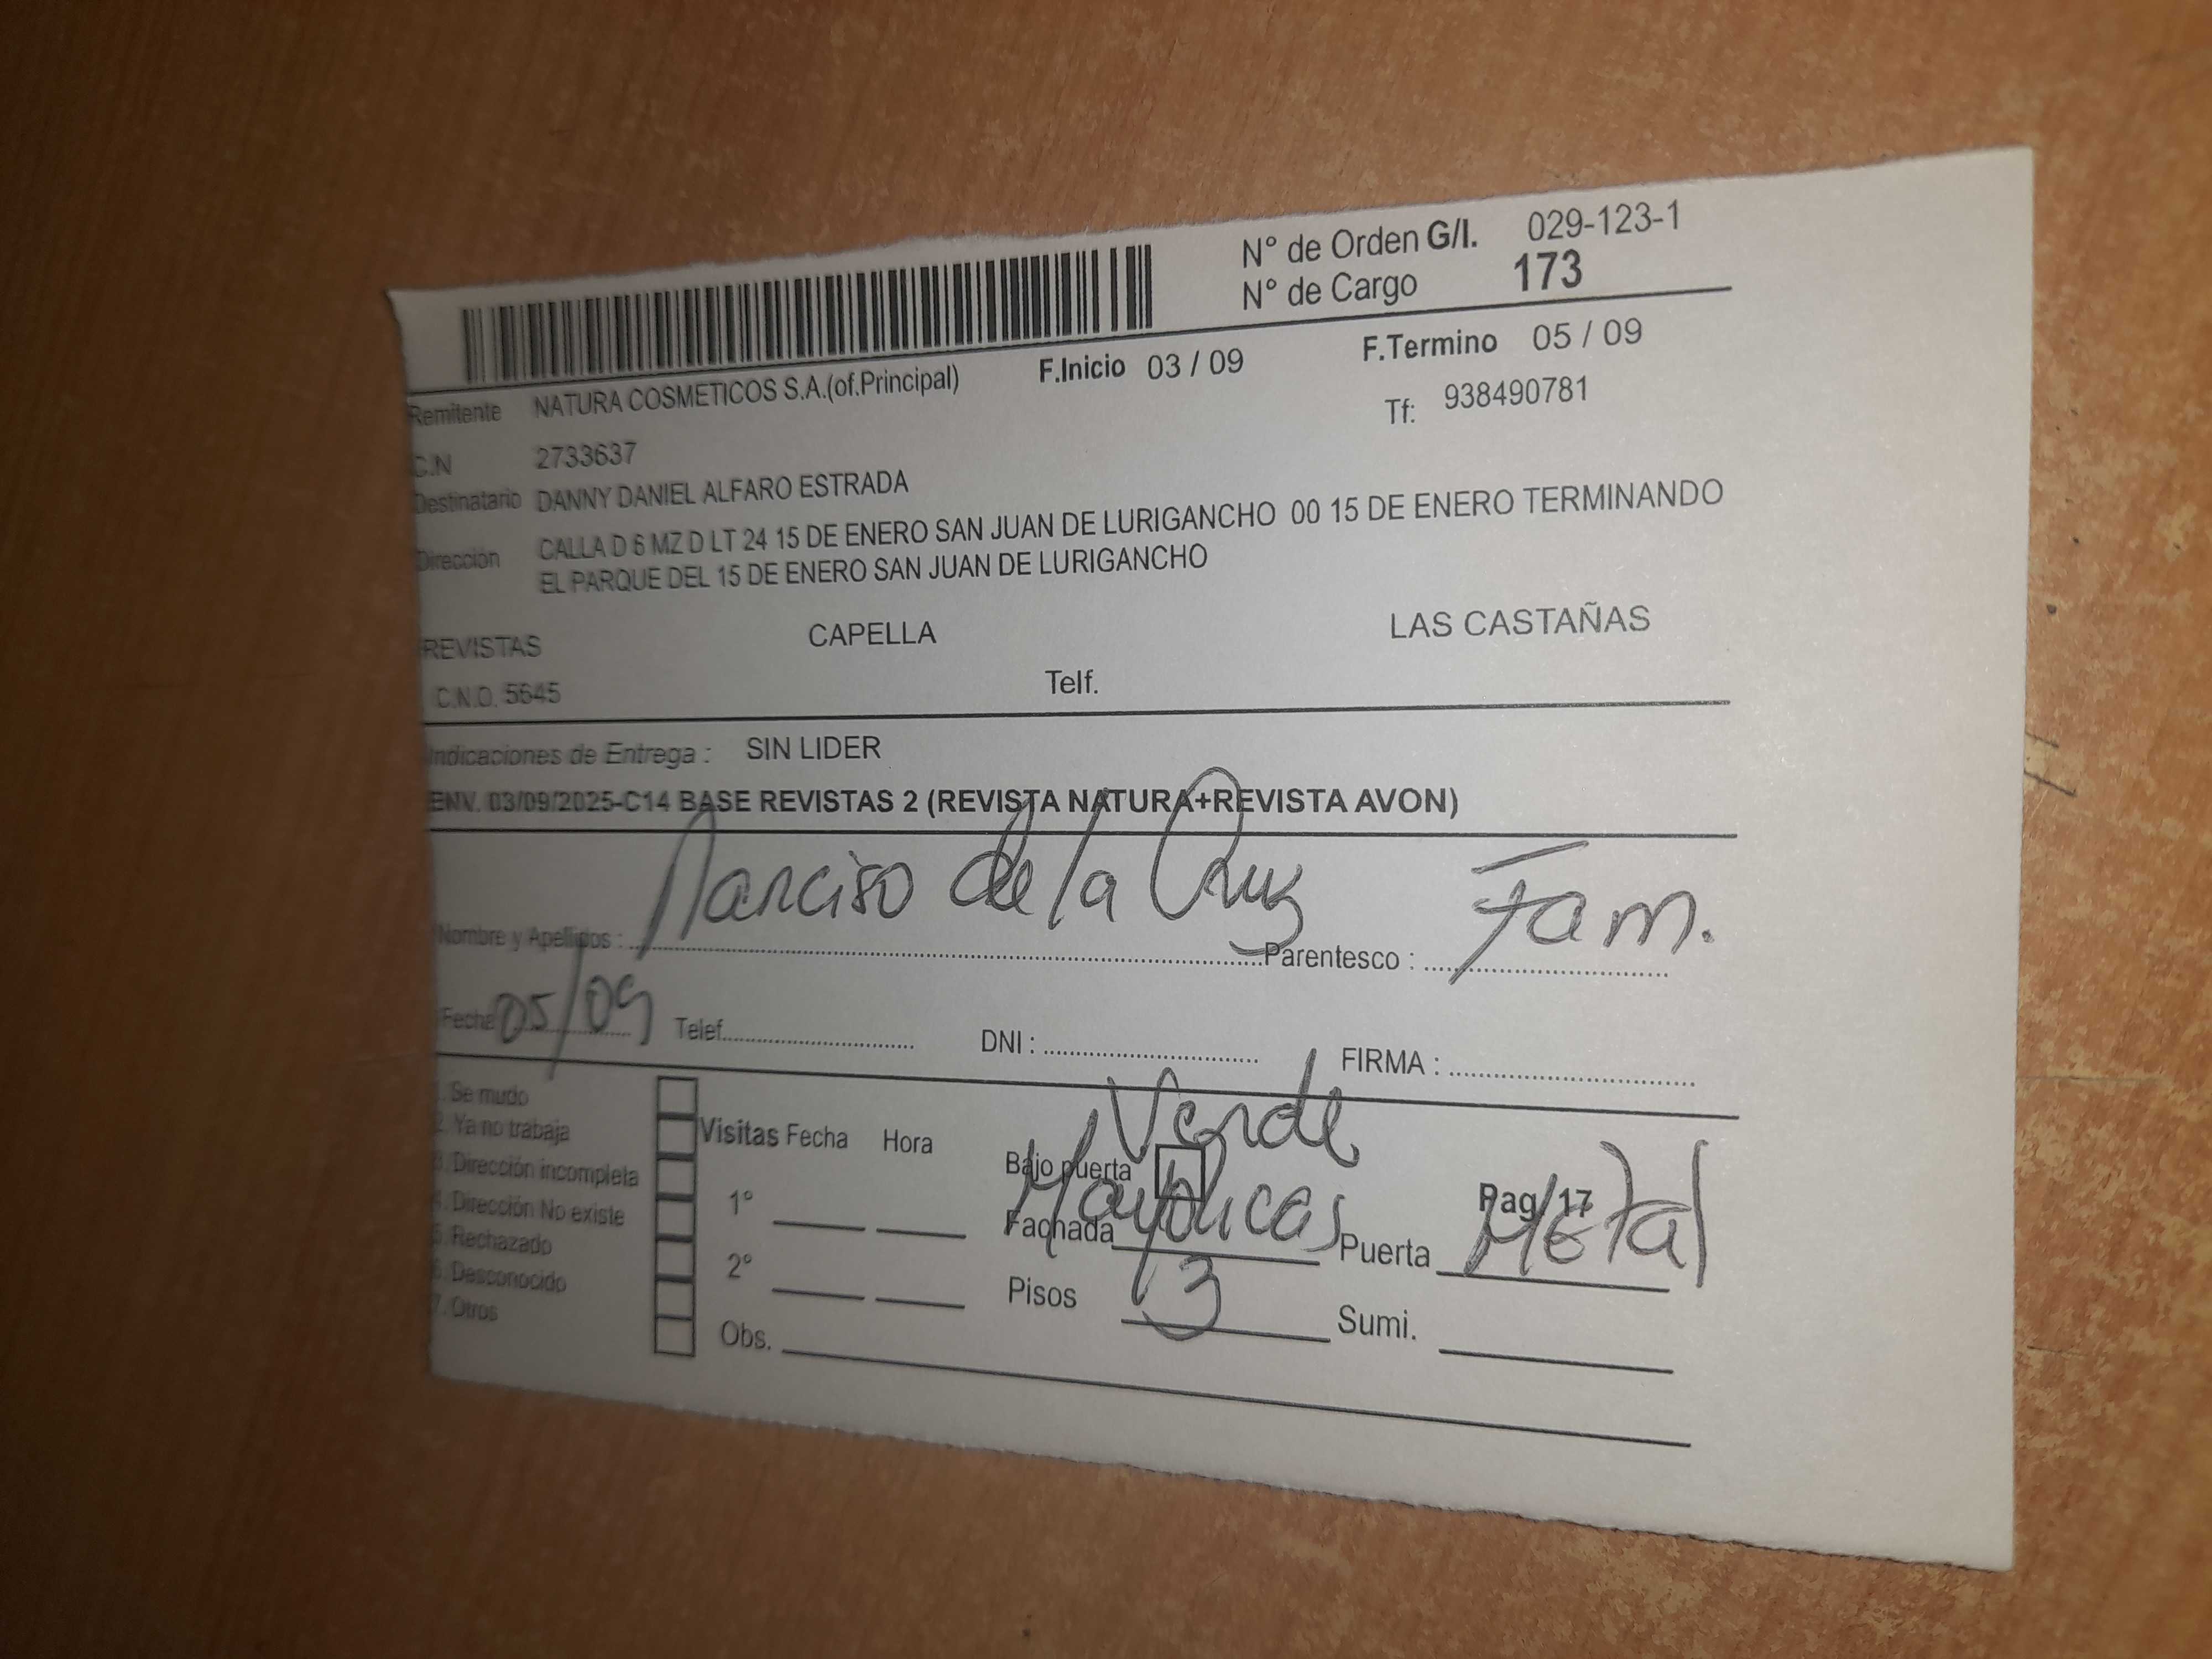 N° de Orden G/I. 029-123-1
N° de Cargo 173
F.Inicio 03 / 09 F.Termino 05 / 09
Remitente NATURA COSMETICOS S.A.(of.Principal) Tf: 938490781
C.N 2733637
Destinatario DANNY DANIEL ALFARO ESTRADA
Dirección CALLA D 6 MZ D LT 24 15 DE ENERO SAN JUAN DE LURIGANCHO 00 15 DE ENERO TERMINANDO
EL PARQUE DEL 15 DE ENERO SAN JUAN DE LURIGANCHO
REVISTAS CAPELLA LAS CASTAÑAS
C.N.O. 5645 Telf.
Indicaciones de Entrega : SIN LIDER
ENV. 03/09/2025-C14 BASE REVISTAS 2 (REVISTA NATURA+REVISTA AVON)
Nombre y Apellidos : Narciso de la Cruz Parentesco : Fam.
Fecha 05/09 Telef. DNI : FIRMA :
1. Se mudo
2. Ya no trabaja
3. Dirección incompleta
4. Dirección No existe
5. Rechazado
6. Desconocido
7. Otros
Visitas Fecha Hora
1°
2°
Obs.
Verde
Bajo puerta Pag/17
Fachada Mayolicas Puerta Metal
Pisos 3 Sumi.